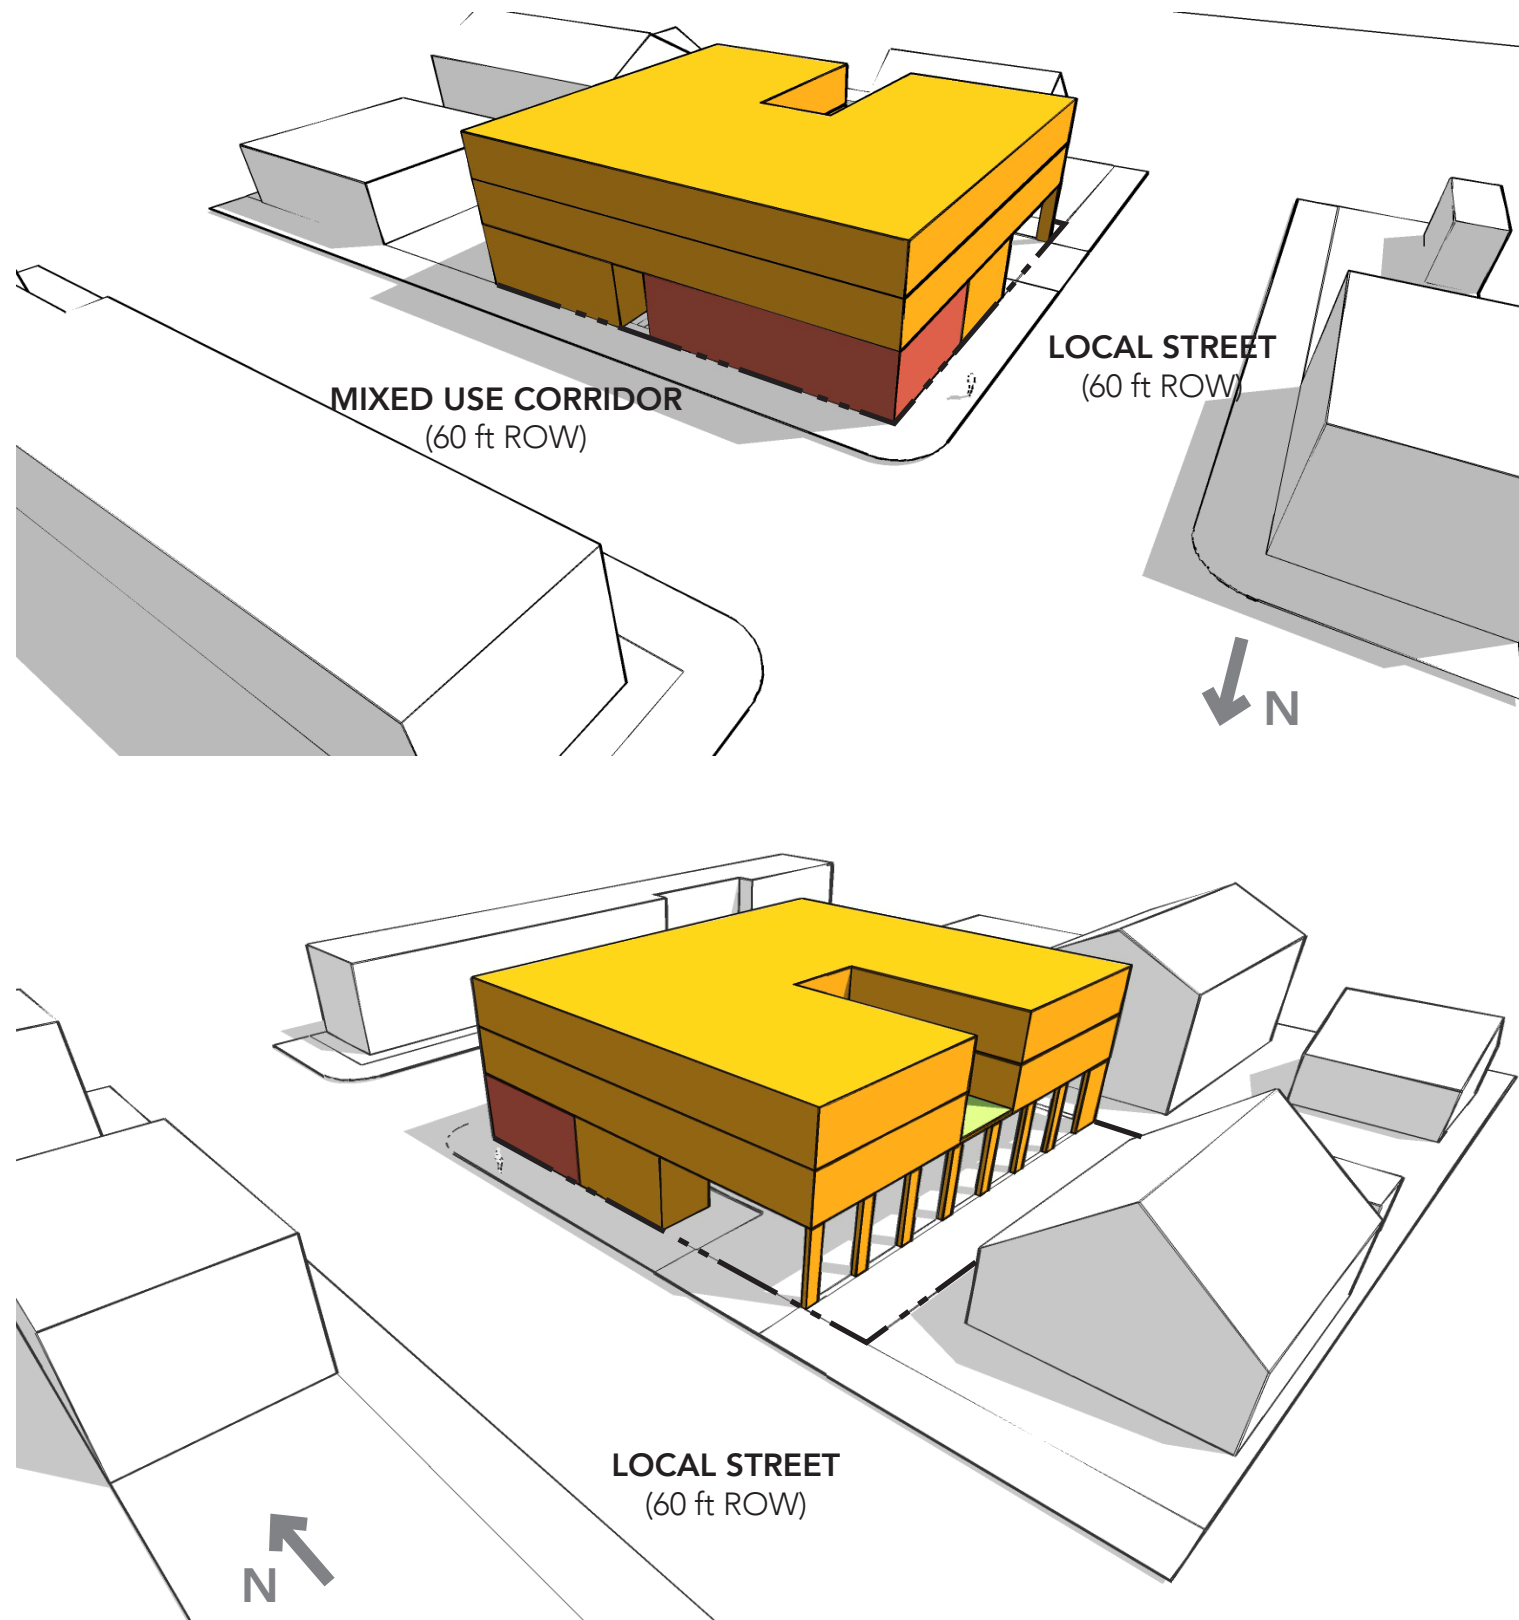 LOCAL STREET
(60 ft ROW)
MIXED USE CORRIDOR
(60 ft ROW)
N
LOCAL STREET
(60 ft ROW)
N